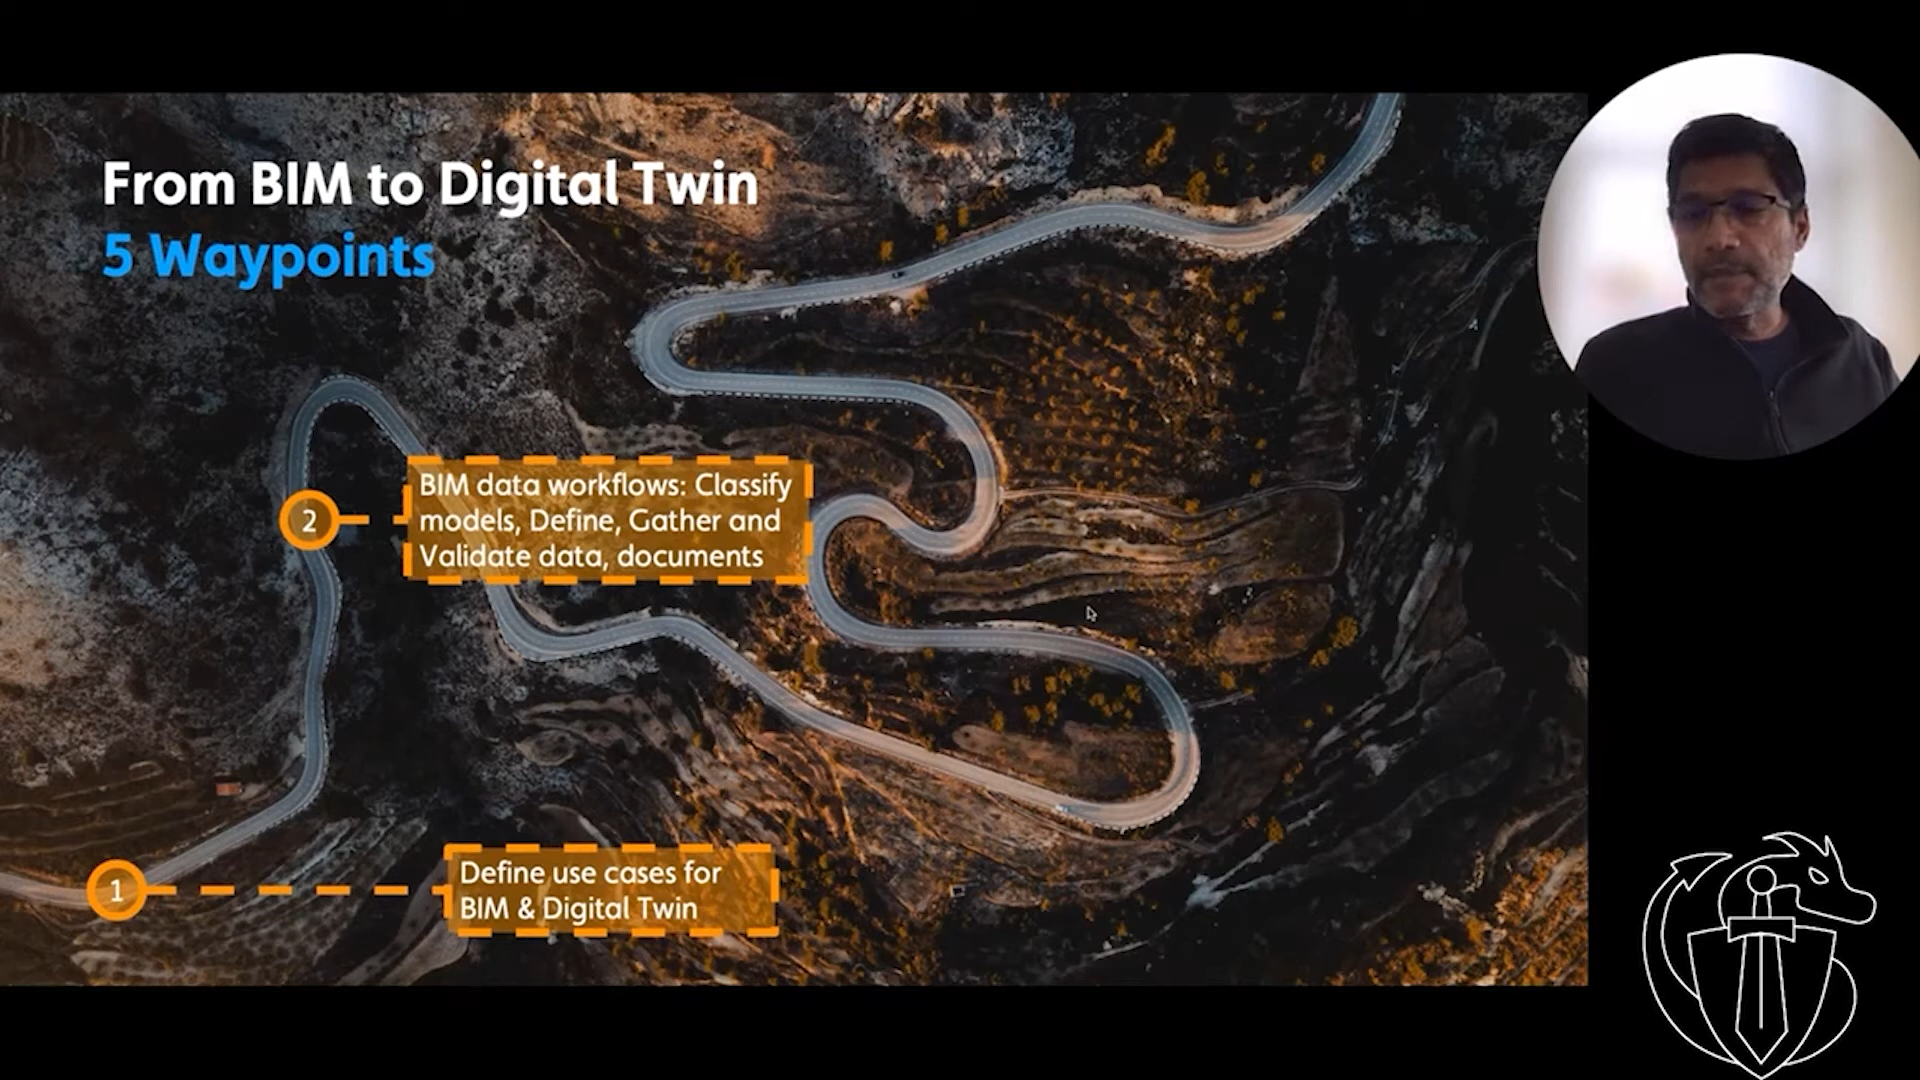 From BIM to Digital Twin
5 Waypoints
2
BIM data workflows: Classify
models, Define, Gather and
Validate data, documents
1
Define use cases for
BIM & Digital Twin